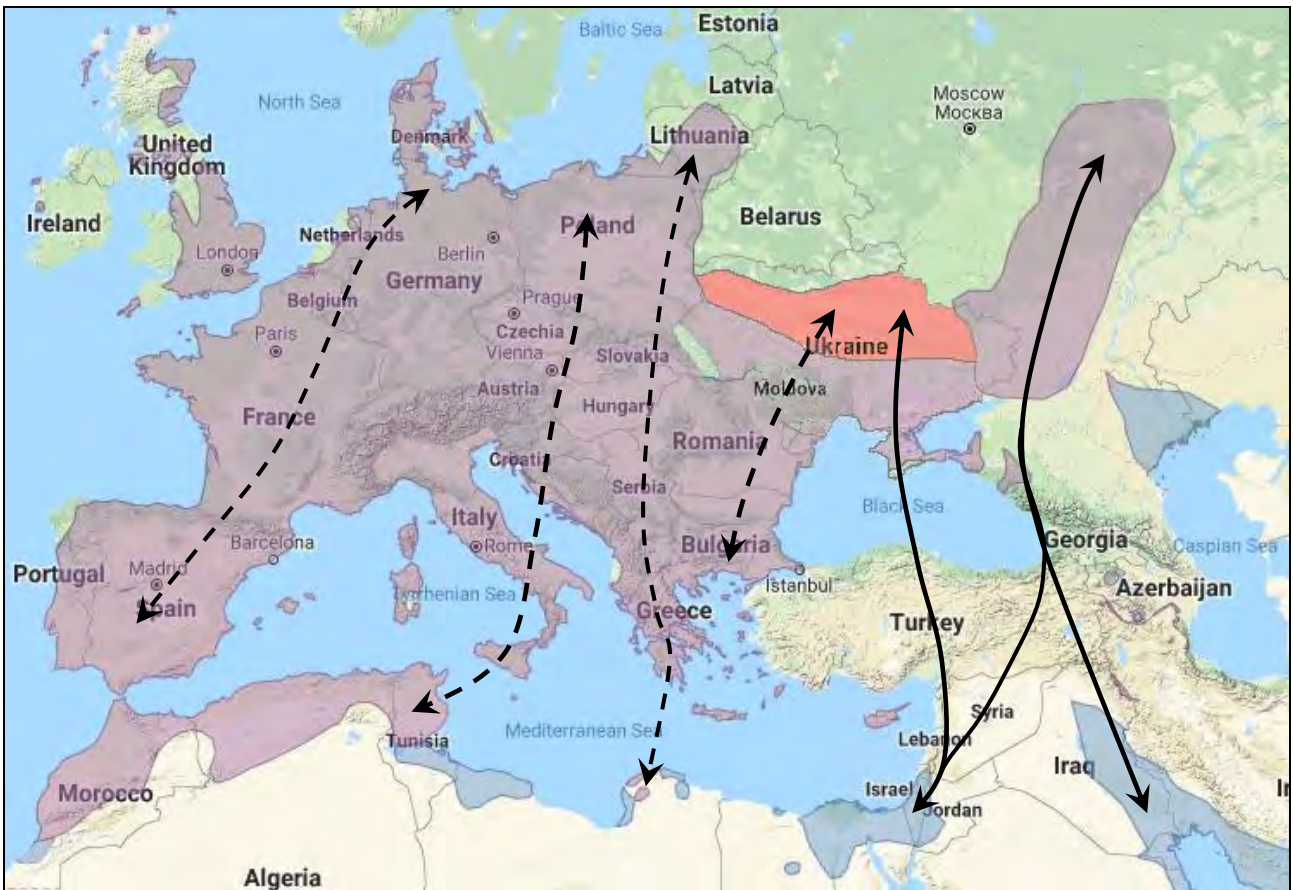 Estonia
Baltic Sea
Latvia
Moscow
Москва
North Sea
Denmark
Lithuania
United
Kingdom
Ireland
Belarus
Netherlands
Poland
London
Berlin
Germany
Belgium
Prague
Czechia
Paris
Vienna
Slovakia
Ukraine
Austria
Moldova
France
Hungary
Romania
Croatia
Serbia
Black Sea
Italy
Barcelona
Rome
Bulgaria
Georgia
Caspian Sea
Portugal
Madrid
Spain
Istanbul
Azerbaijan
Tyrrhenian Sea
Greece
Turkey
Syria
Mediterranean Sea
Tunisia
Lebanon
Iraq
Morocco
Israel
Jordan
Ir
Algeria